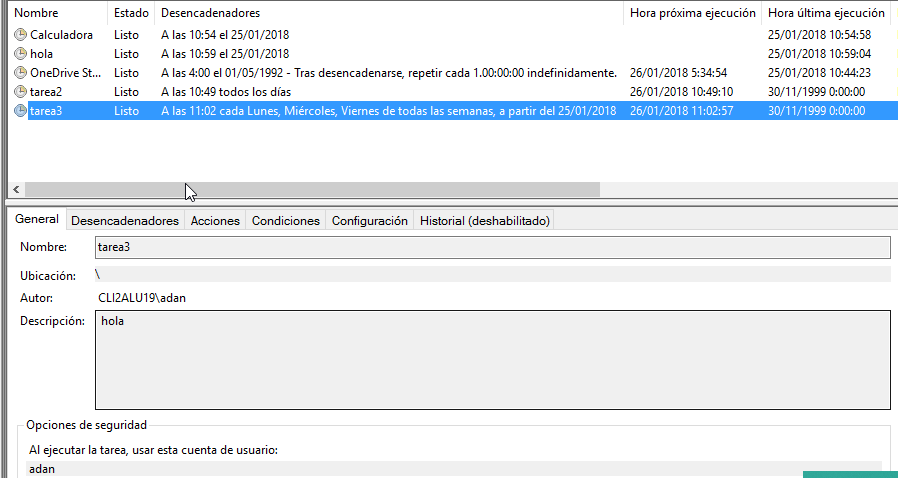 Nombre Estado Desencadenadores Hora próxima ejecución Hora última ejecución
Calculadora Listo A las 10:54 el 25/01/2018 25/01/2018 10:54:58
hola Listo A las 10:59 el 25/01/2018 25/01/2018 10:59:04
OneDrive St... Listo A las 4:00 el 01/05/1992 - Tras desencadenarse, repetir cada 1.00:00:00 indefinidamente. 26/01/2018 5:34:54 25/01/2018 10:44:23
tarea2 Listo A las 10:49 todos los días 26/01/2018 10:49:10 30/11/1999 0:00:00
tarea3 Listo A las 11:02 cada Lunes, Miércoles, Viernes de todas las semanas, a partir del 25/01/2018 26/01/2018 11:02:57 30/11/1999 0:00:00
General Desencadenadores Acciones Condiciones Configuración Historial (deshabilitado)
Nombre: tarea3
Ubicación: \
Autor: CLI2ALU19\adan
Descripción: hola
Opciones de seguridad
Al ejecutar la tarea, usar esta cuenta de usuario:
adan